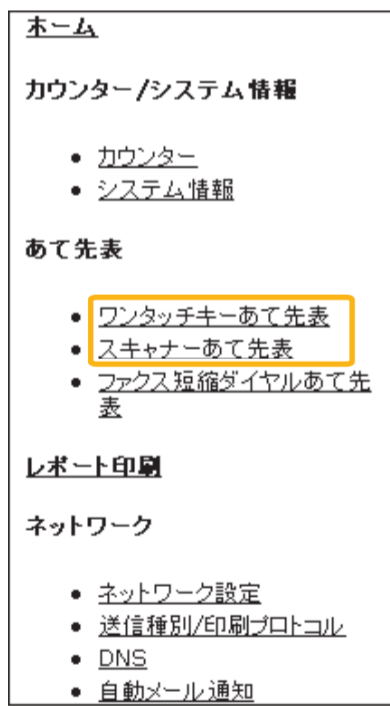 ホーム
カウンター/システム情報
カウンター
システム情報
あて先表
ワンタッチキーあて先表
スキャナーあて先表
ファクス短縮ダイヤルあて先
表
レポート印刷
ネットワーク
ネットワーク設定
送信種別/印刷プロトコル
DNS
自動メール通知